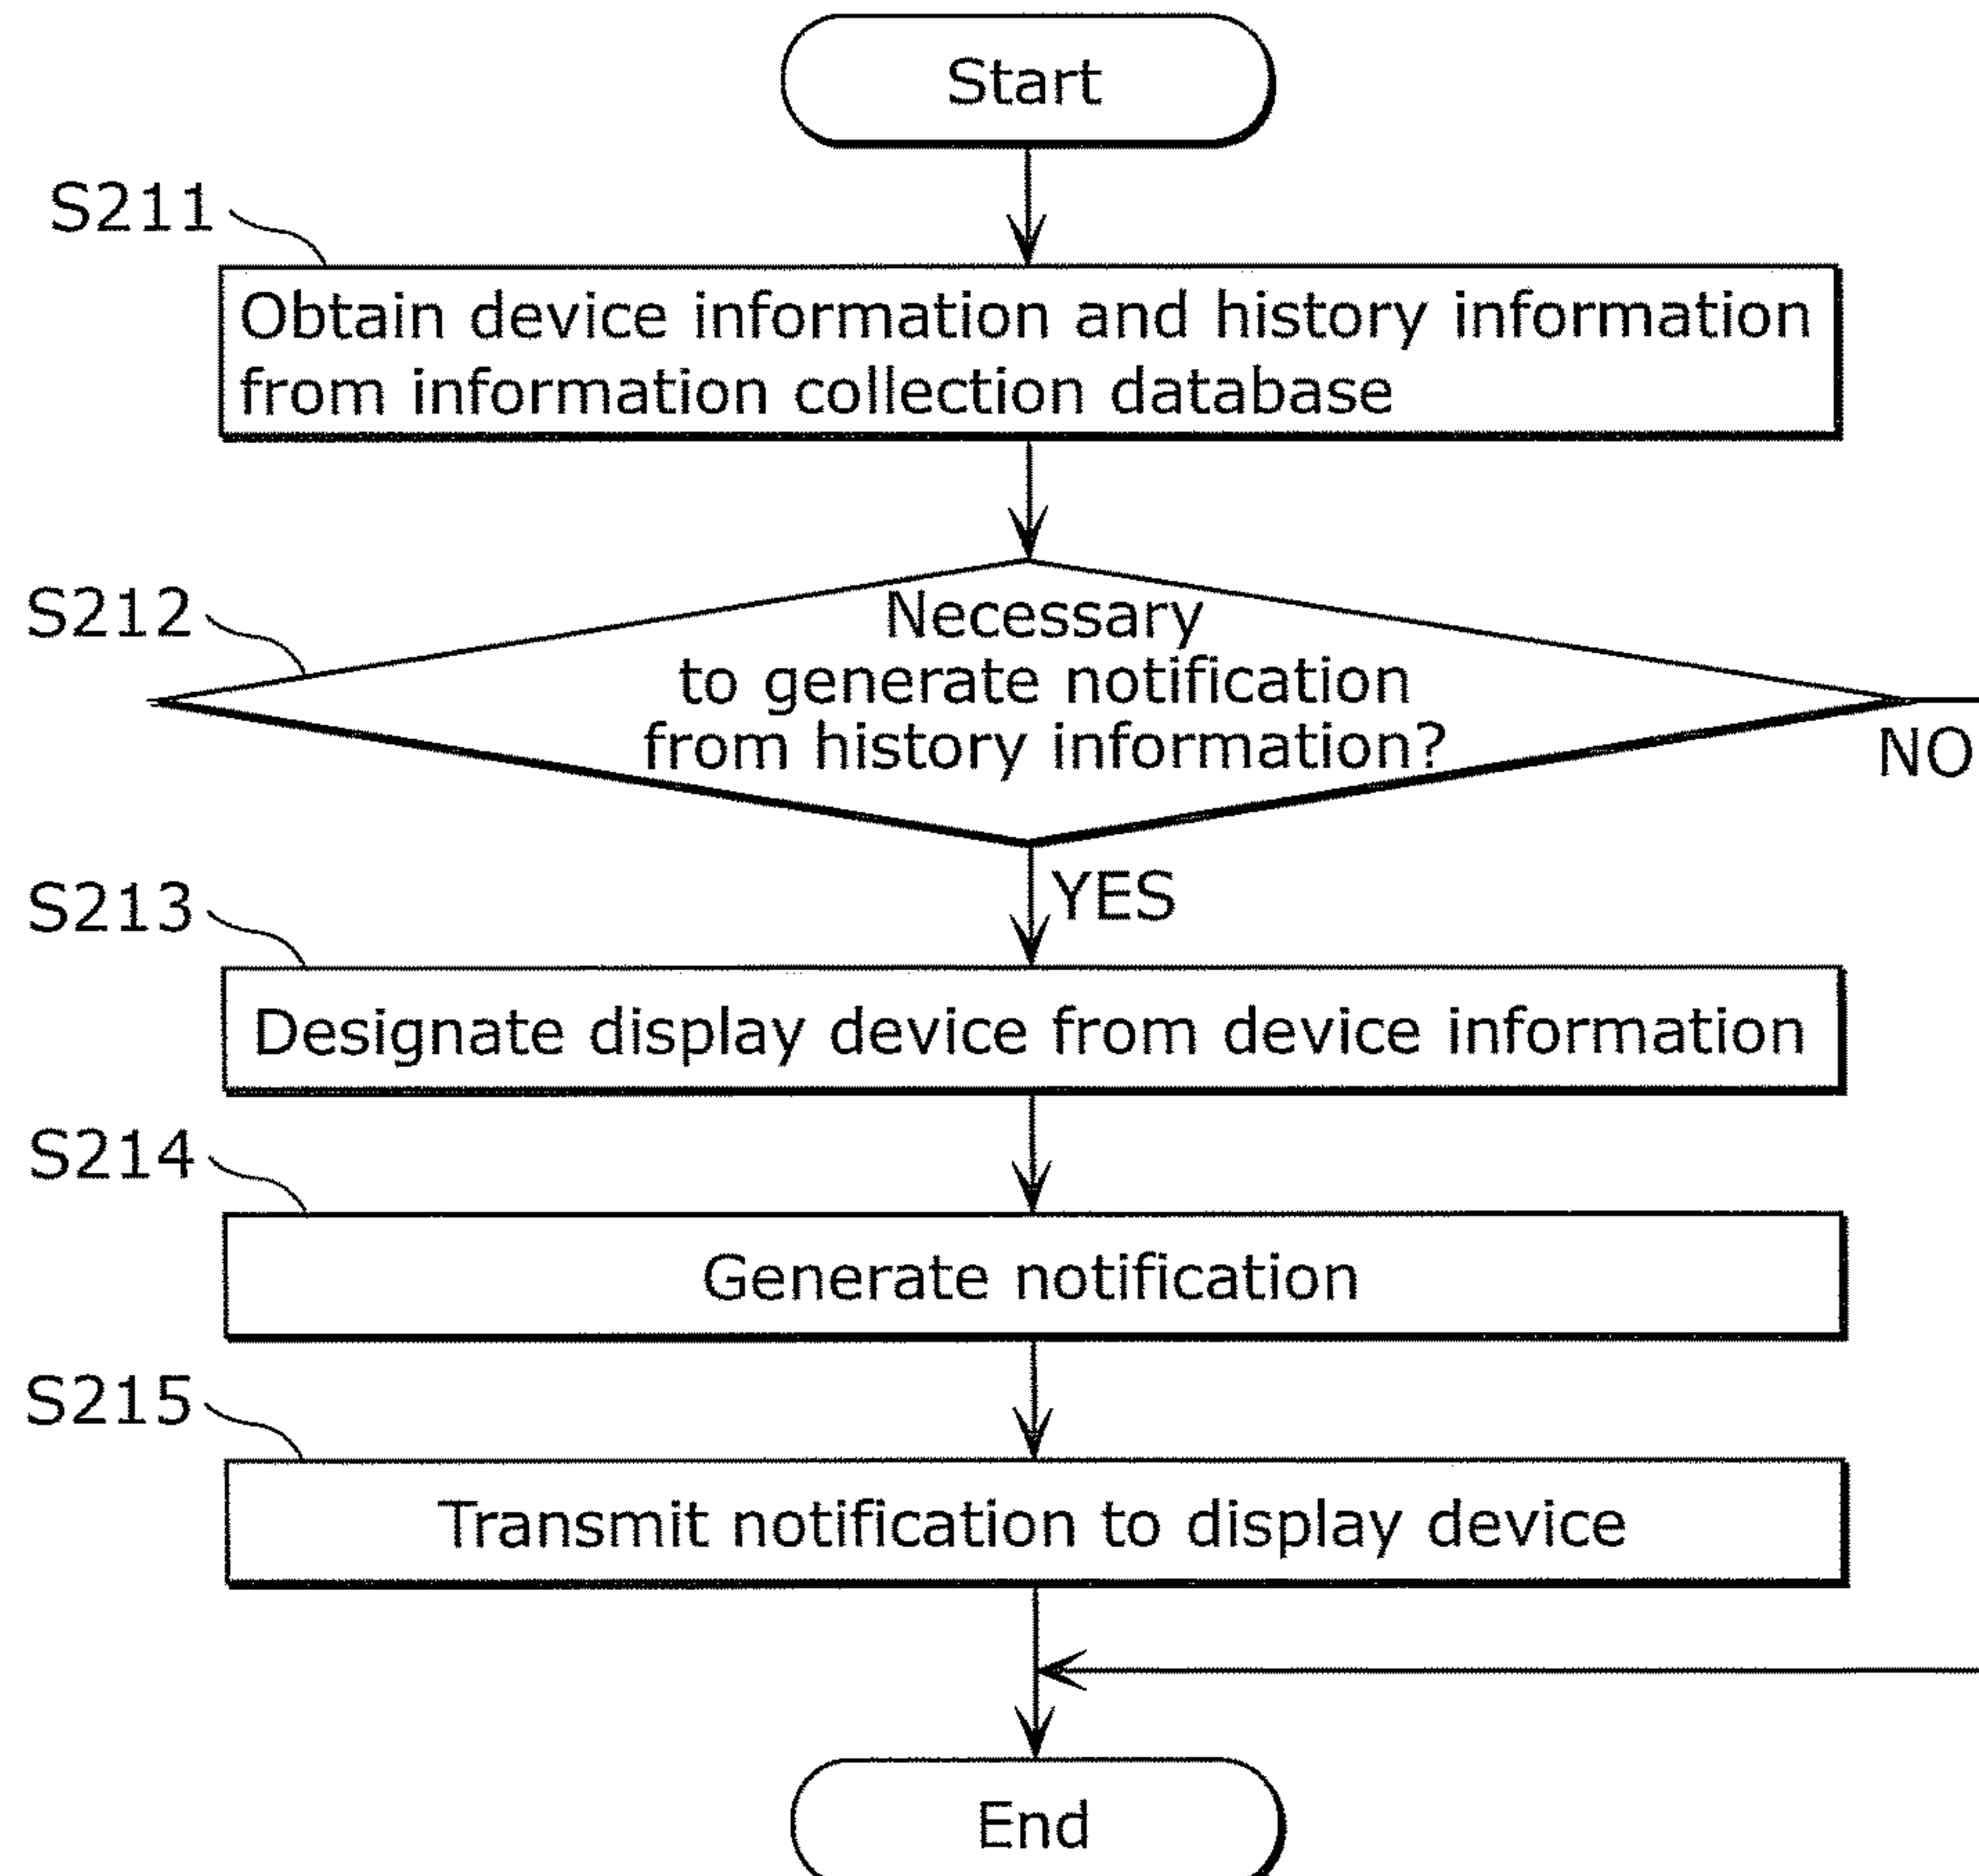 Start
S211
Obtain device information and history information
from information collection database
S212
Necessary
to generate notification
from history information?
NO
YES
S213
Designate display device from device information
S214
Generate notification
S215
Transmit notification to display device
End